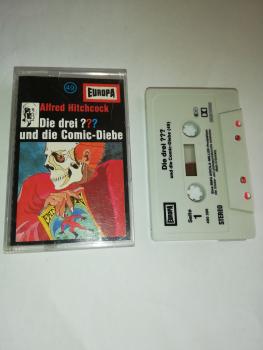 49
EUROPA
Alfred Hitchcock
Die drei ???
und die Comic-Diebe
Die drei ???
und die Comic-Diebe (49)
EUROPA
Seite
1
STEREO